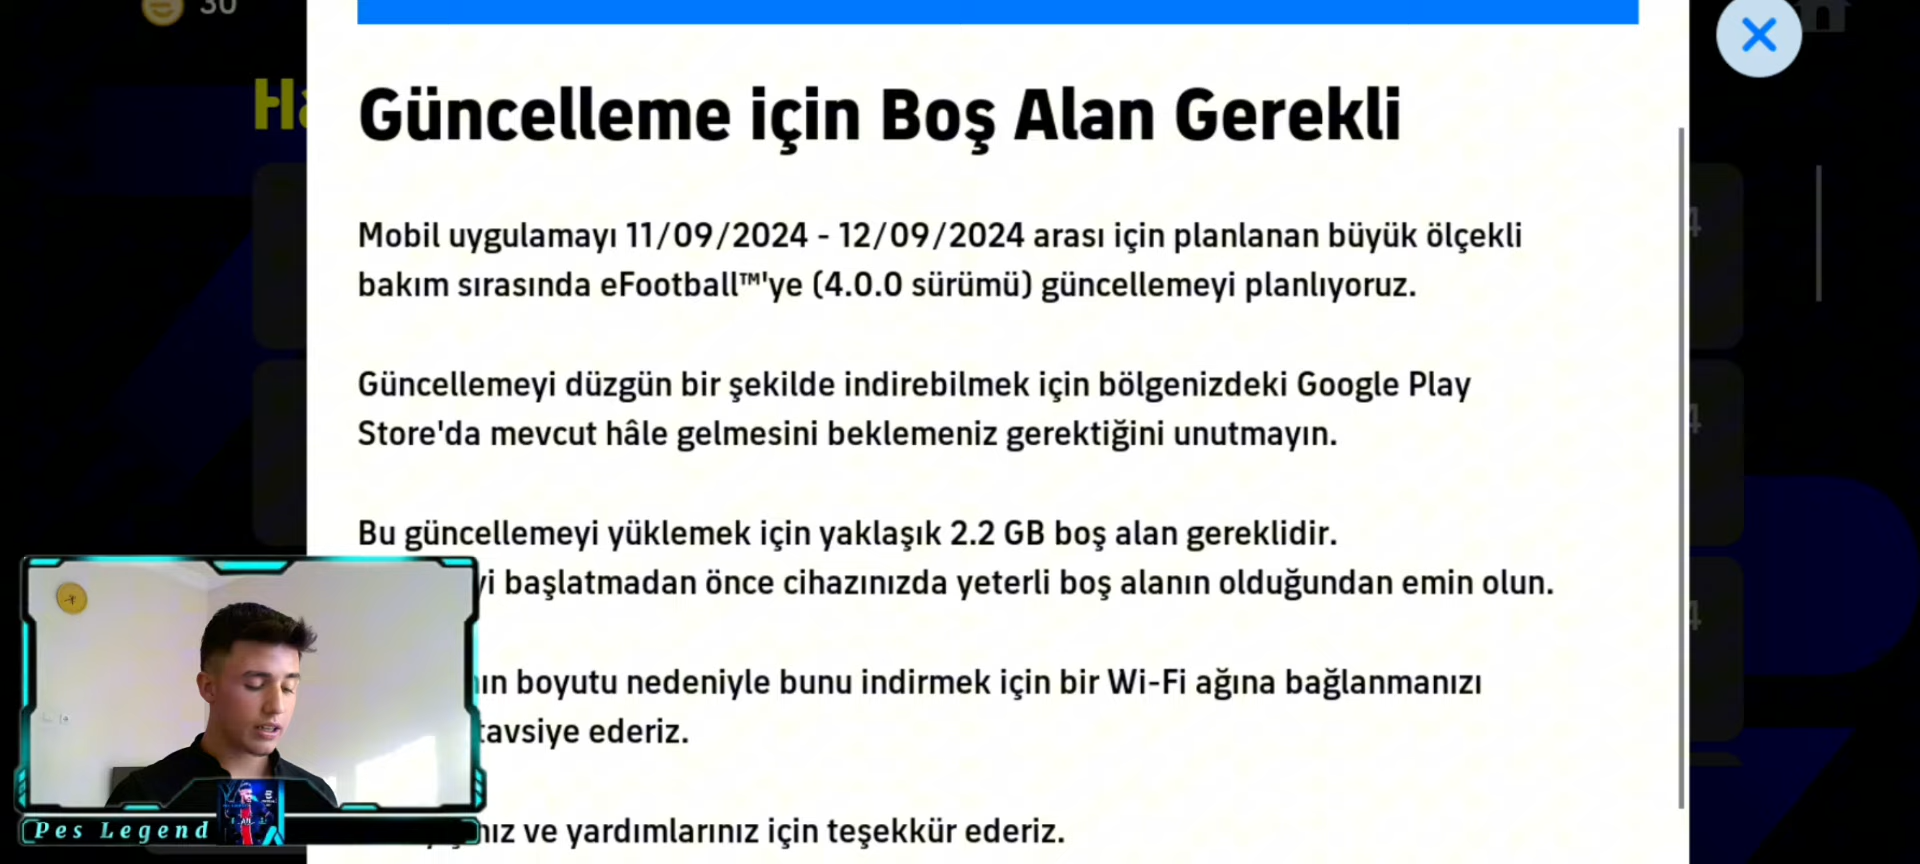 30
Güncelleme için Boş Alan Gerekli
Mobil uygulamayı 11/09/2024 - 12/09/2024 arası için planlanan büyük ölçekli
bakım sırasında eFootball™'ye (4.0.0 sürümü) güncellemeyi planlıyoruz.
Güncellemeyi düzgün bir şekilde indirebilmek için bölgenizdeki Google Play
Store'da mevcut hâle gelmesini beklemeniz gerektiğini unutmayın.
Bu güncellemeyi yüklemek için yaklaşık 2.2 GB boş alan gereklidir.
başlatmadan önce cihazınızda yeterli boş alanın olduğundan emin olun.
boyutu nedeniyle bunu indirmek için bir Wi-Fi ağına bağlanmanızı
tavsiye ederiz.
ve yardımlarınız için teşekkür ederiz.
Pes Legend